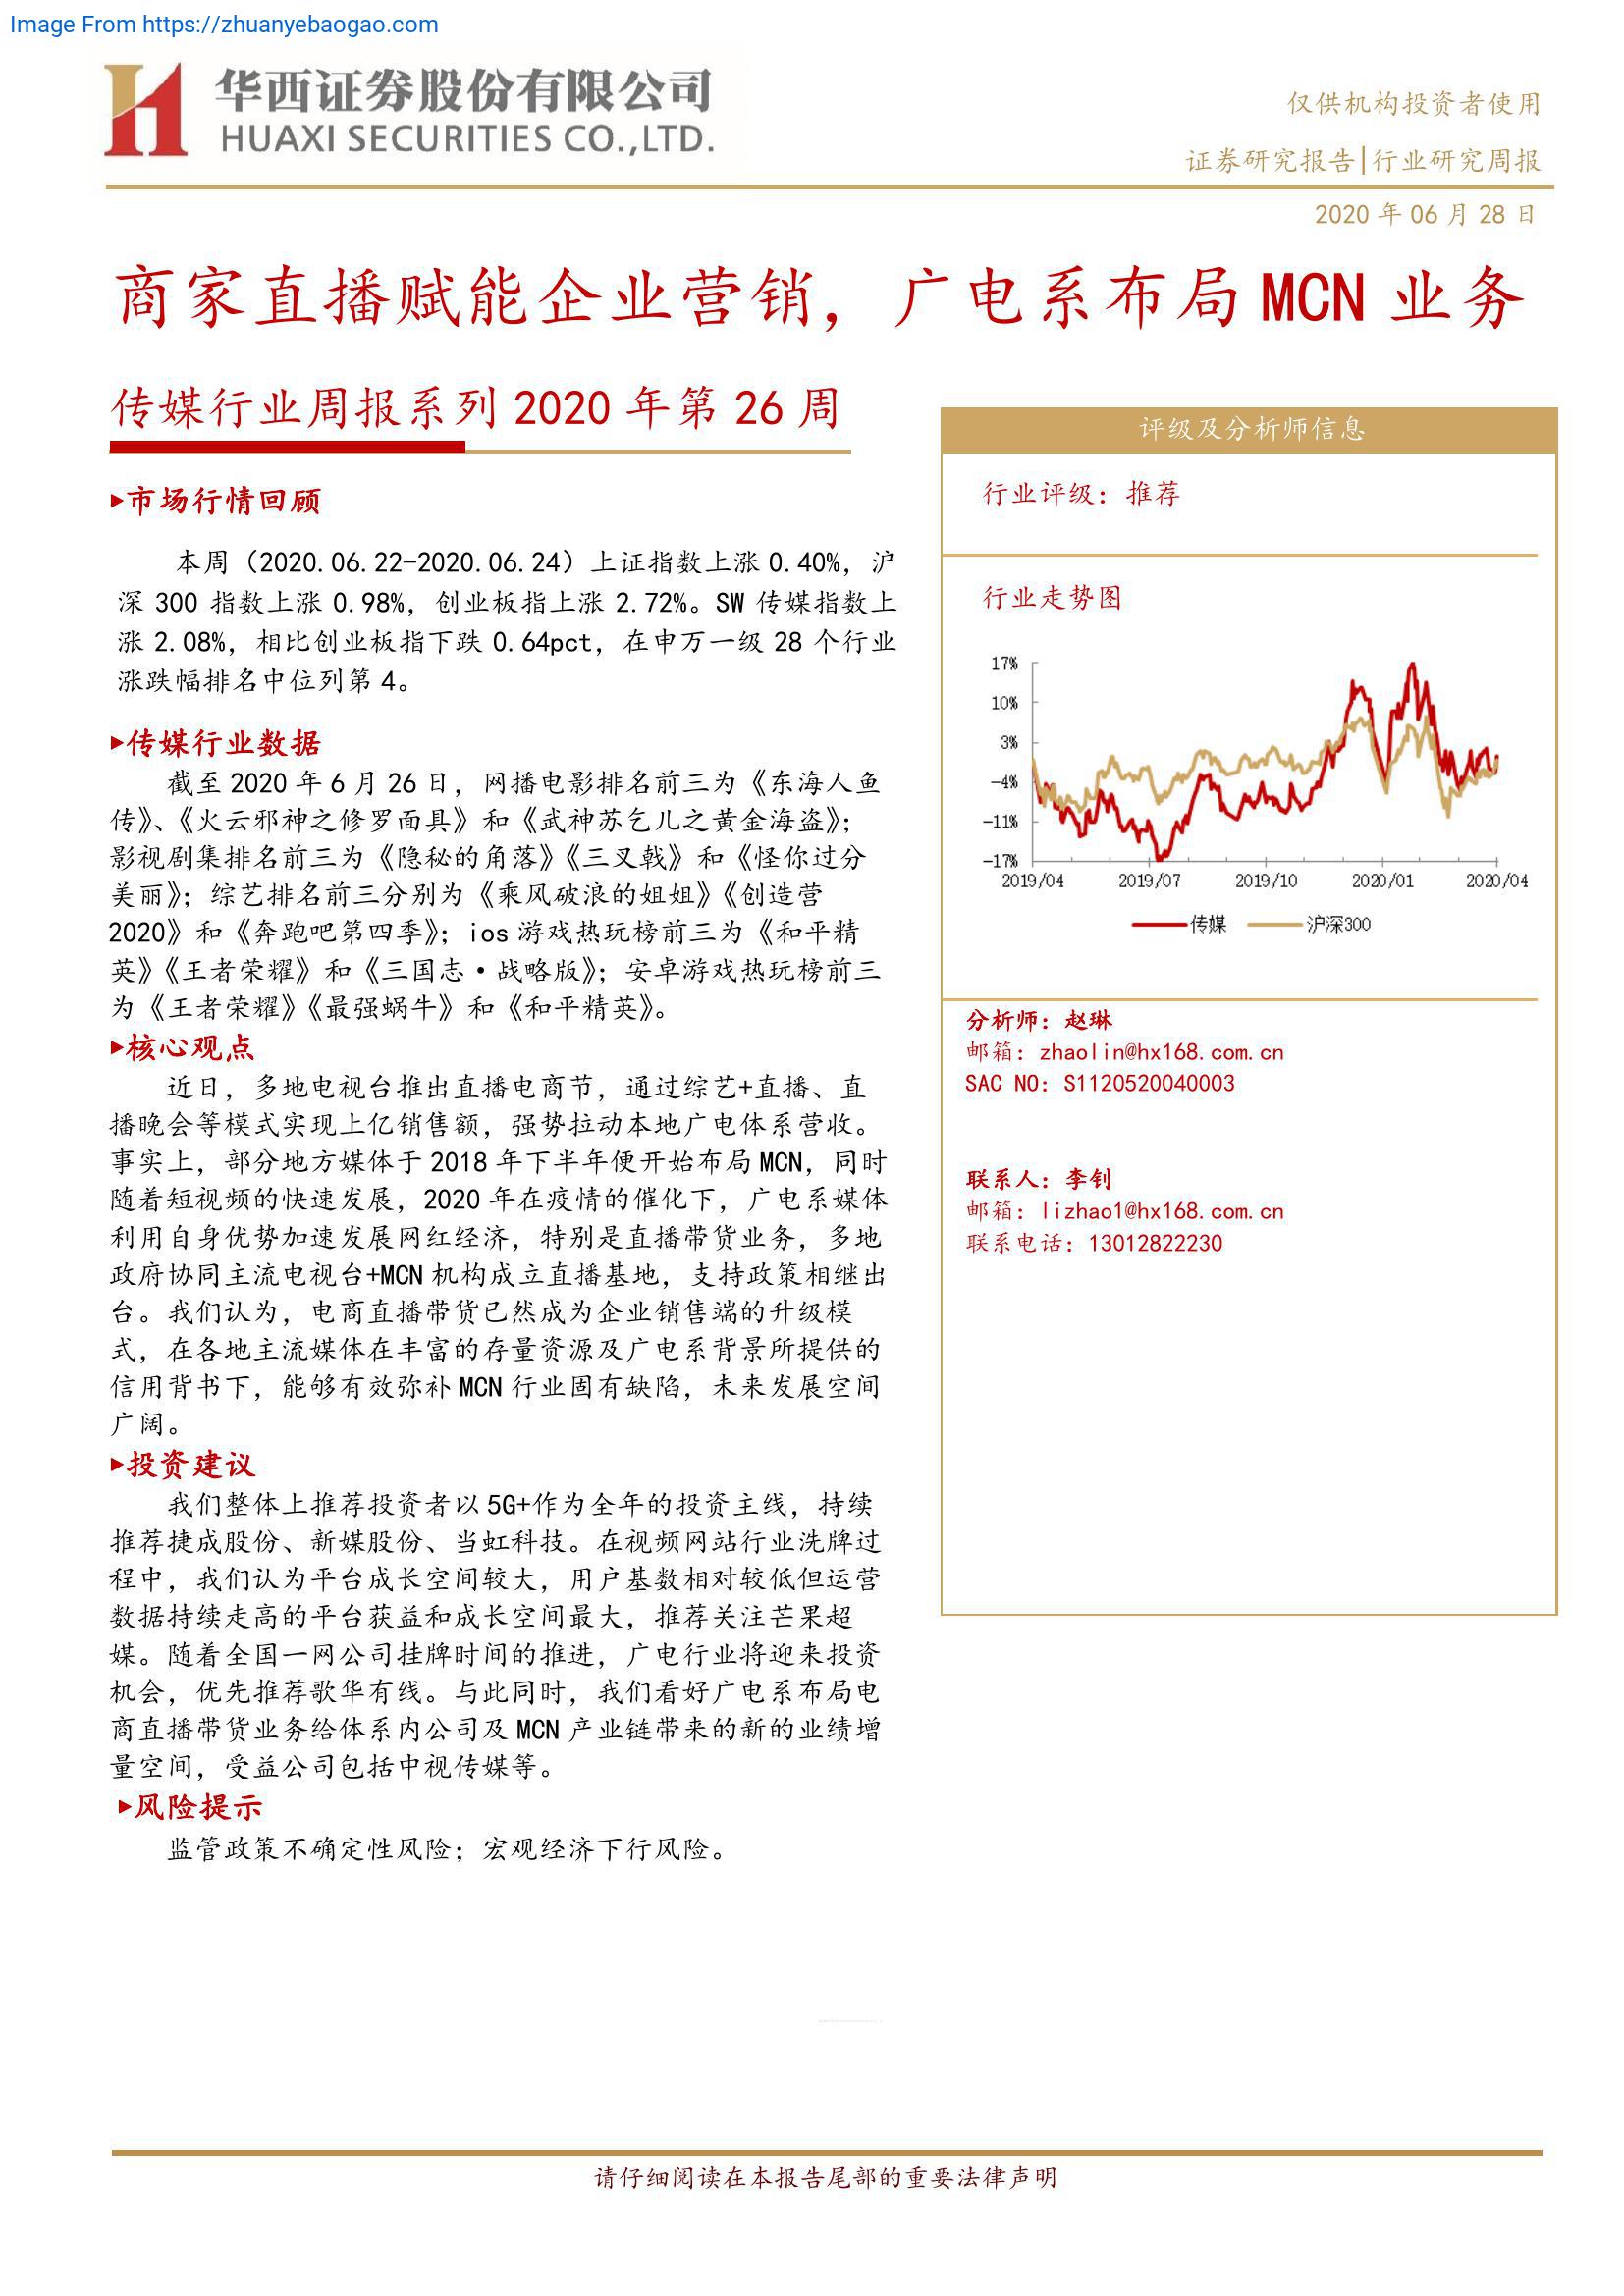 Image From https://zhuanyebaogao.com
华西证券股份有限公司
HUAXI SECURITIES CO.,LTD.
仅供机构投资者使用
证券研究报告|行业研究周报
2020 年 06 月 28 日
商家直播赋能企业营销，广电系布局 MCN 业务
传媒行业周报系列 2020 年第 26 周
▸市场行情回顾
本周（2020.06.22-2020.06.24）上证指数上涨 0.40%，沪
深 300 指数上涨 0.98%，创业板指上涨 2.72%。SW 传媒指数上
涨 2.08%，相比创业板指下跌 0.64pct，在申万一级 28 个行业
涨跌幅排名中位列第 4。
▸传媒行业数据
截至 2020 年 6 月 26 日，网播电影排名前三为《东海人鱼
传》、《火云邪神之修罗面具》和《武神苏乞儿之黄金海盗》；
影视剧集排名前三为《隐秘的角落》《三叉戟》和《怪你过分
美丽》；综艺排名前三分别为《乘风破浪的姐姐》《创造营
2020》和《奔跑吧第四季》；ios 游戏热玩榜前三为《和平精
英》《王者荣耀》和《三国志·战略版》；安卓游戏热玩榜前三
为《王者荣耀》《最强蜗牛》和《和平精英》。
▸核心观点
近日，多地电视台推出直播电商节，通过综艺+直播、直
播晚会等模式实现上亿销售额，强势拉动本地广电体系营收。
事实上，部分地方媒体于 2018 年下半年便开始布局 MCN，同时
随着短视频的快速发展，2020 年在疫情的催化下，广电系媒体
利用自身优势加速发展网红经济，特别是直播带货业务，多地
政府协同主流电视台+MCN 机构成立直播基地，支持政策相继出
台。我们认为，电商直播带货已然成为企业销售端的升级模
式，在各地主流媒体在丰富的存量资源及广电系背景所提供的
信用背书下，能够有效弥补 MCN 行业固有缺陷，未来发展空间
广阔。
▸投资建议
我们整体上推荐投资者以 5G+作为全年的投资主线，持续
推荐捷成股份、新媒股份、当虹科技。在视频网站行业洗牌过
程中，我们认为平台成长空间较大，用户基数相对较低但运营
数据持续走高的平台获益和成长空间最大，推荐关注芒果超
媒。随着全国一网公司挂牌时间的推进，广电行业将迎来投资
机会，优先推荐歌华有线。与此同时，我们看好广电系布局电
商直播带货业务给体系内公司及 MCN 产业链带来的新的业绩增
量空间，受益公司包括中视传媒等。
▸风险提示
监管政策不确定性风险；宏观经济下行风险。
评级及分析师信息
行业评级：推荐
行业走势图
17%
10%
3%
-4%
-11%
-17%
2019/04 2019/07 2019/10 2020/01 2020/04
传媒 沪深300
分析师：赵琳
邮箱：zhaolin@hx168.com.cn
SAC NO：S1120520040003
联系人：李钊
邮箱：lizhao1@hx168.com.cn
联系电话：13012822230
请仔细阅读在本报告尾部的重要法律声明